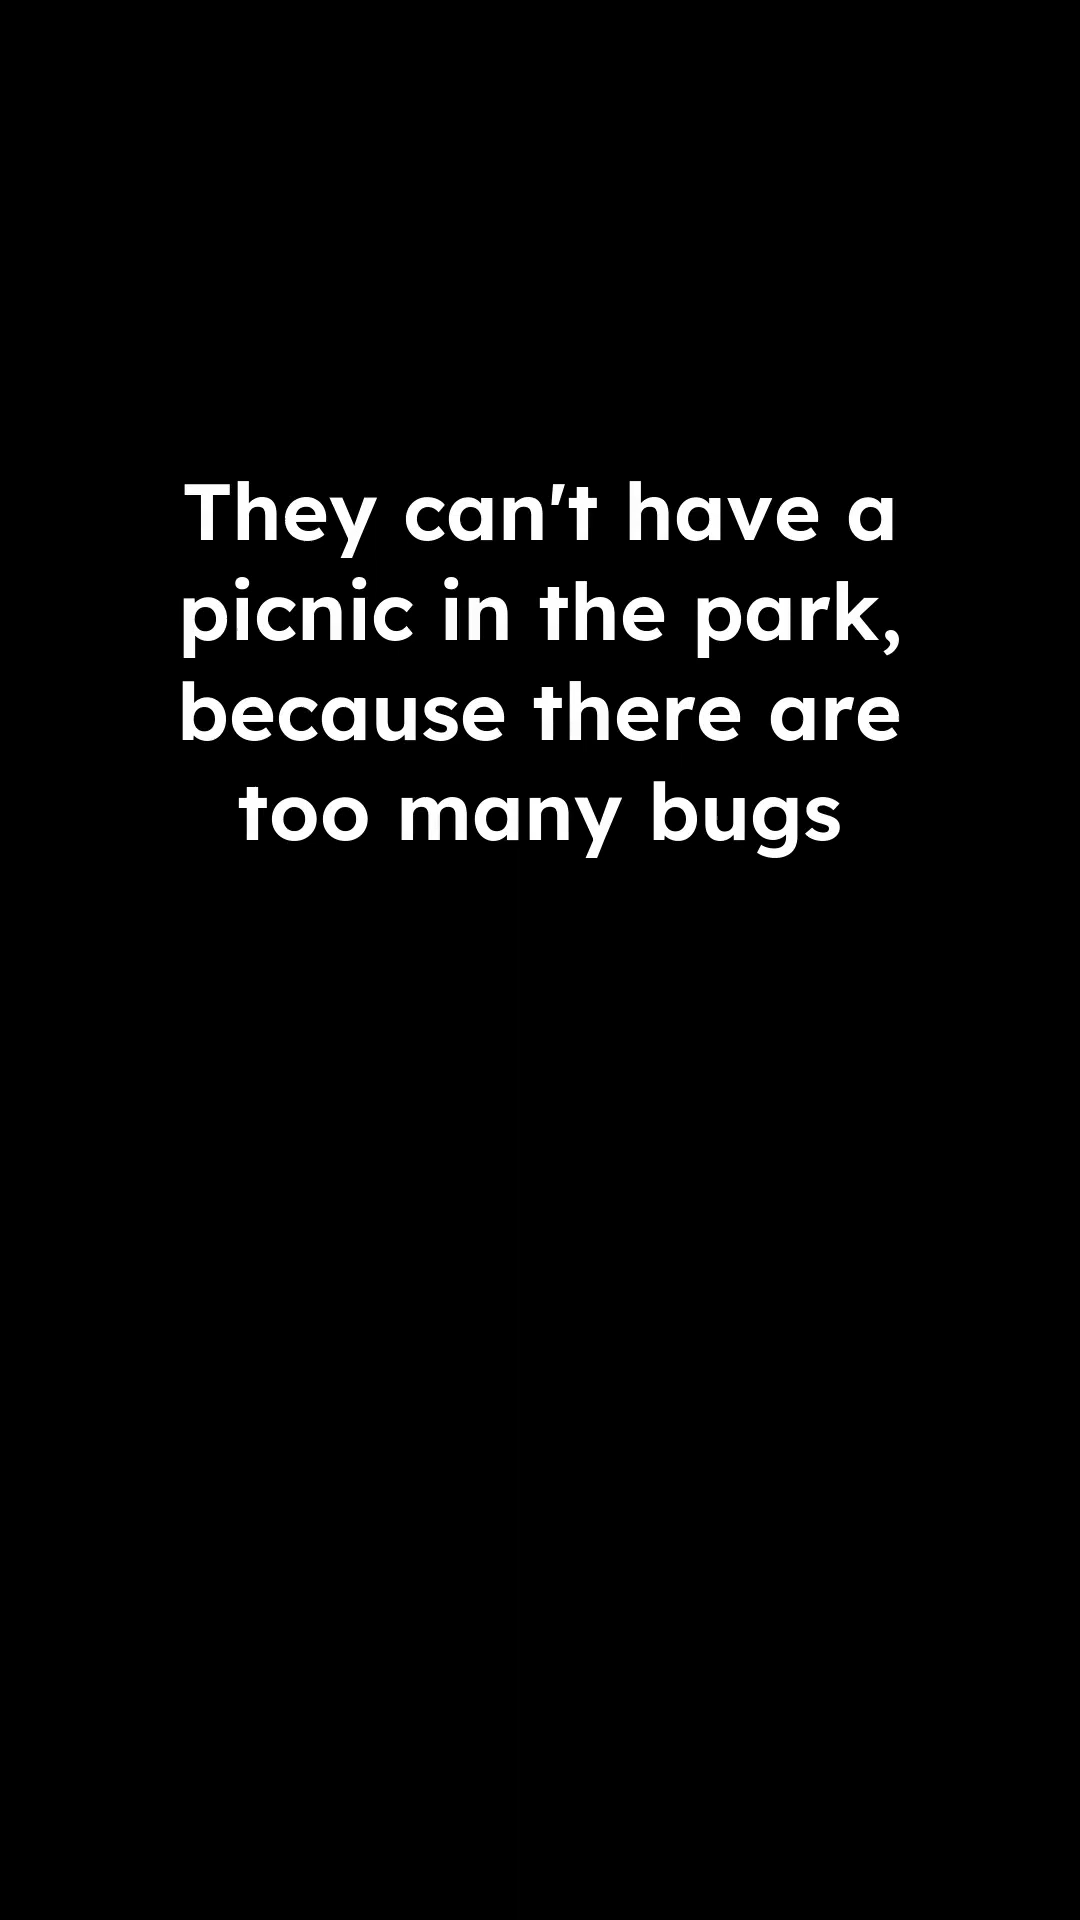 They can't have a
picnic in the park,
because there are
too many bugs